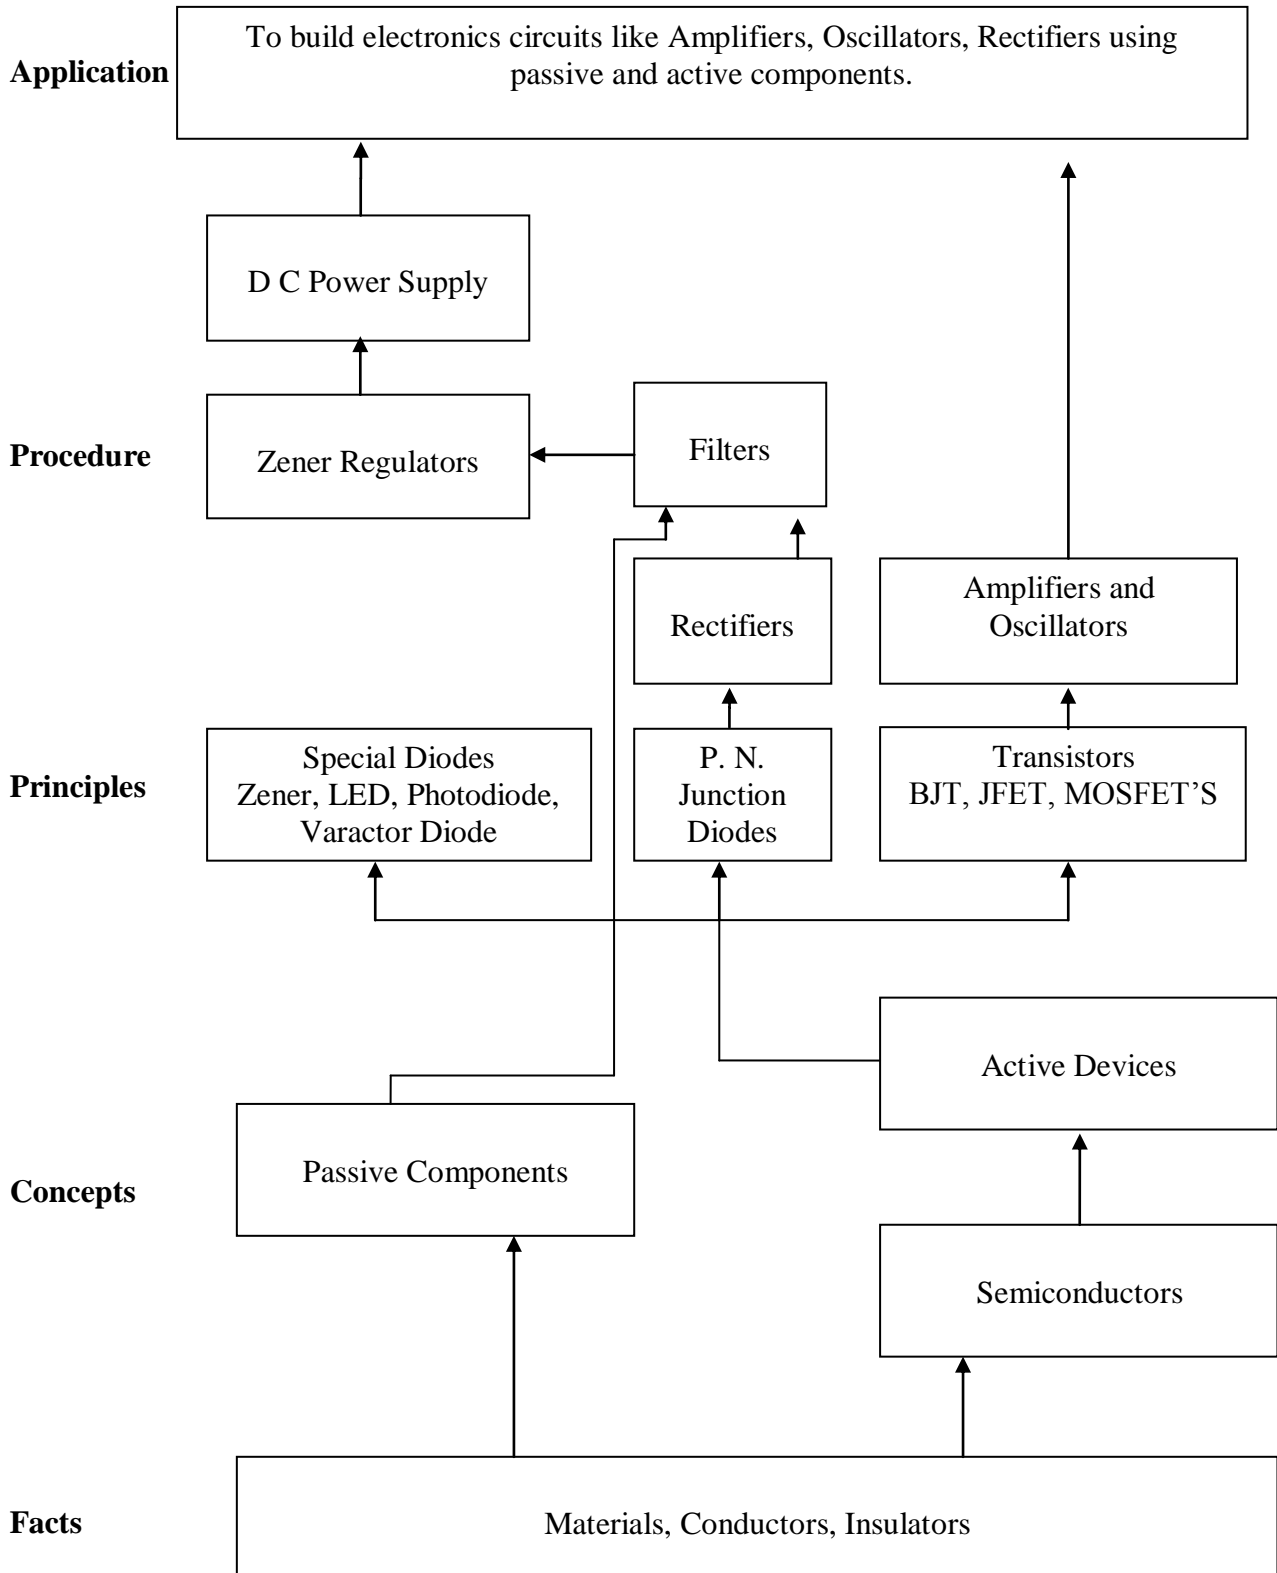 To build electronics circuits like Amplifiers, Oscillators, Rectifiers using
passive and active components.
Application
D C Power Supply
Procedure
Zener Regulators
Filters
Rectifiers
Amplifiers and
Oscillators
Principles
Special Diodes
Zener, LED, Photodiode,
Varactor Diode
P. N.
Junction
Diodes
Transistors
BJT, JFET, MOSFET’S
Active Devices
Passive Components
Concepts
Semiconductors
Facts
Materials, Conductors, Insulators